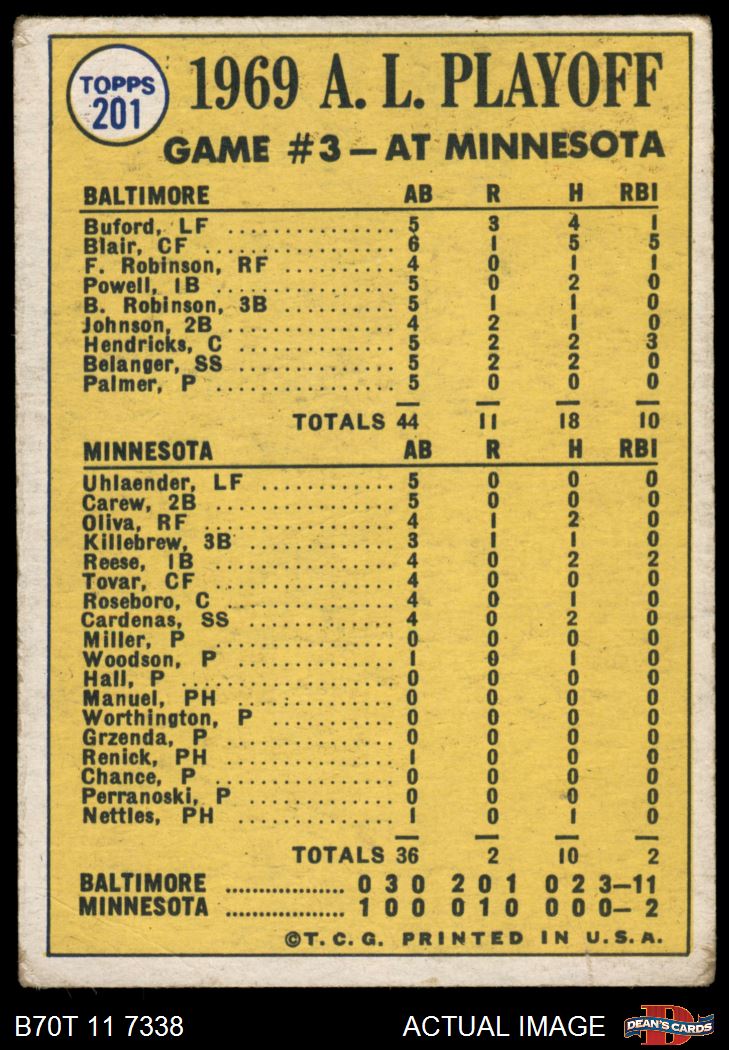 TOPPS
201
1969 A. L. PLAYOFF
GAME #3—AT MINNESOTA
BALTIMORE AB R H RBI
Buford, LF .............. 5 3 4 1
Blair, CF ................ 6 1 5 5
F. Robinson, RF .......... 4 0 1 1
Powell, 1B ............... 5 0 2 0
B. Robinson, 3B .......... 5 1 1 0
Johnson, 2B .............. 4 2 1 0
Hendricks, C ............. 5 2 2 3
Belanger, SS ............. 5 2 2 0
Palmer, P ............... 5 0 0 0
TOTALS 44 11 18 10
MINNESOTA AB R H RBI
Uhlaender, LF ............ 5 0 0 0
Carew, 2B ............... 5 0 0 0
Oliva, RF ................ 4 1 2 0
Killebrew, 3B ............ 3 1 1 0
Reese, 1B ............... 4 0 2 2
Tovar, CF ............... 4 0 0 0
Roseboro, C ............. 4 0 1 0
Cardenas, SS ............ 4 0 2 0
Miller, P ................ 0 0 0 0
Woodson, P .............. 1 0 1 0
Hall, P .................. 0 0 0 0
Manuel, PH ............. 0 0 0 0
Worthington, P .......... 0 0 0 0
Grzenda, P .............. 0 0 0 0
Renick, PH .............. 1 0 0 0
Chance, P ............... 0 0 0 0
Perranoski, P ............ 0 0 0 0
Nettles, PH .............. 1 0 1 0
TOTALS 36 2 10 2
BALTIMORE .................. 0 3 0 2 0 1 0 2 3—11
MINNESOTA .................. 1 0 0 0 1 0 0 0 0— 2
©T. C. G. PRINTED IN U. S. A.
B70T 11 7338 ACTUAL IMAGE
D
DEAN'S CARDS